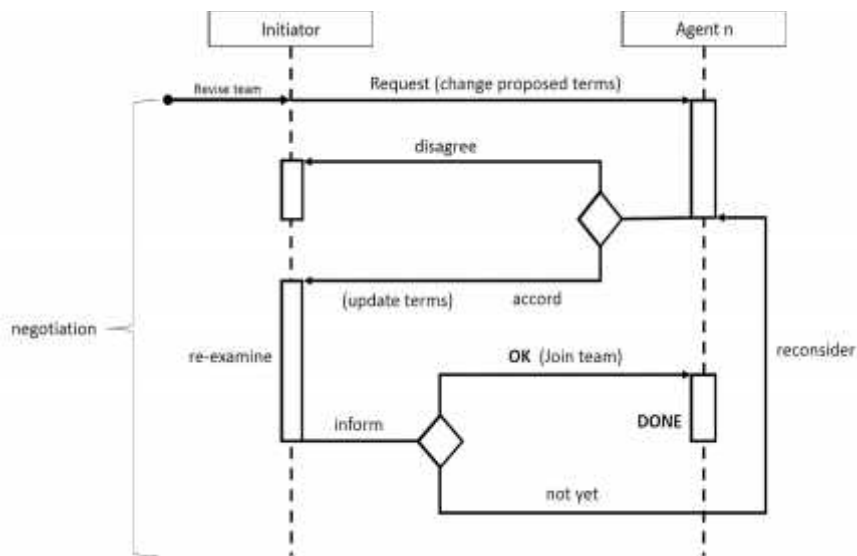 Initiator
Agent n
Revise team
Request (change proposed terms)
disagree
(update terms) accord
negotiation
re-examine
OK (Join team)
reconsider
inform
DONE
not yet